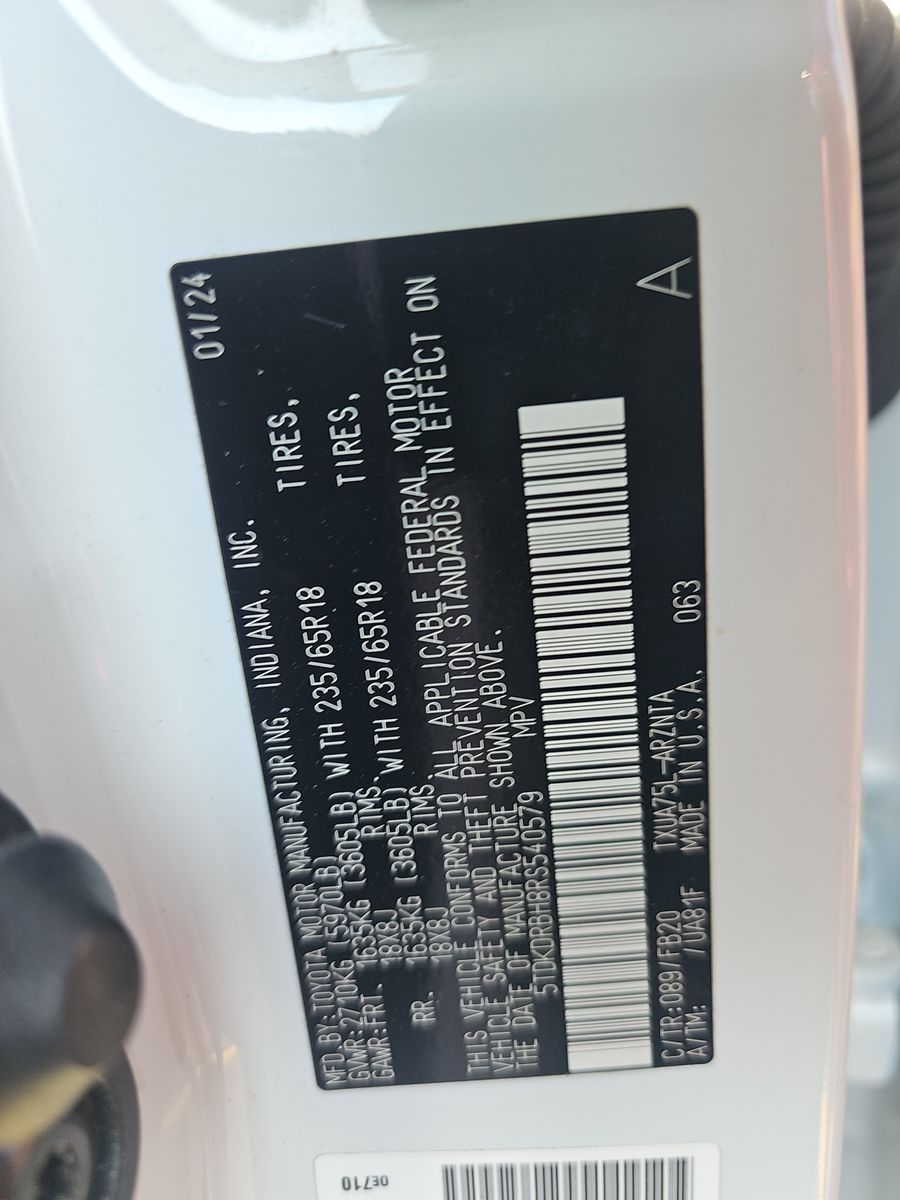 MFD. BY: TOYOTA MOTOR MANUFACTURING, INDIANA, INC. 01/24
GVWR: 2710KG (5970LB)
GAWR: FRT. 1635KG (3605LB) WITH 235/65R18 TIRES,
18X8J RIMS.
RR. 1635KG (3605LB) WITH 235/65R18 TIRES,
18X8J RIMS.
THIS VEHICLE CONFORMS TO ALL APPLICABLE FEDERAL MOTOR
VEHICLE SAFETY AND THEFT PREVENTION STANDARDS IN EFFECT ON
THE DATE OF MANUFACTURE SHOWN ABOVE.
5TDKDRBH8RS540579 MPV
C/TR:089/FB20 TXUA75L-ARZNTA 063
A/TM: /UA81F MADE IN U.S.A. A
0E710